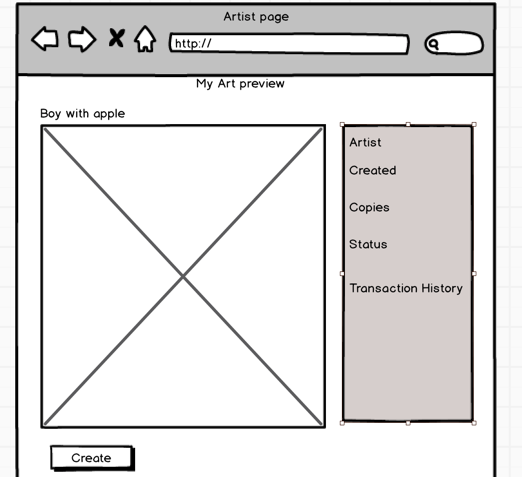 Artist page
http://
My Art preview
Boy with apple
Artist
Created
Copies
Status
Transaction History
Create